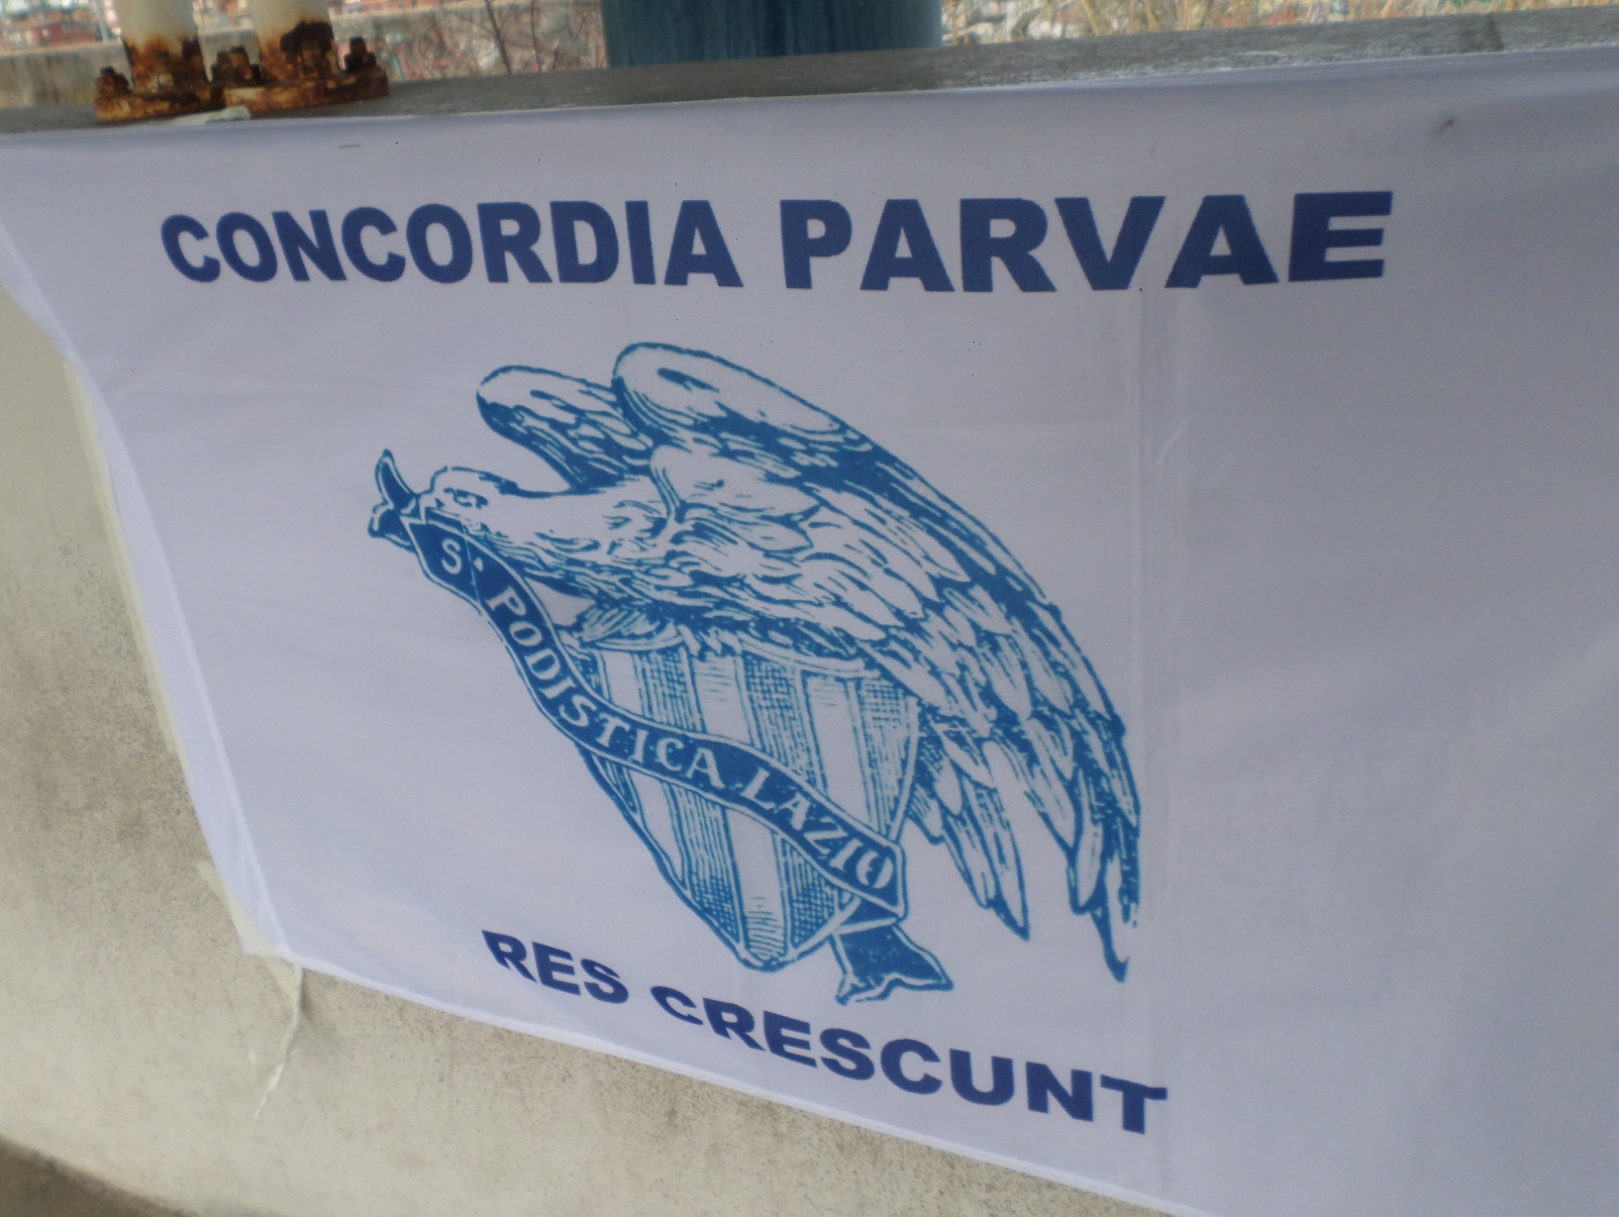 CONCORDIA PARVAE
S. PODISTICA LAZIO
RES CRESCUNT